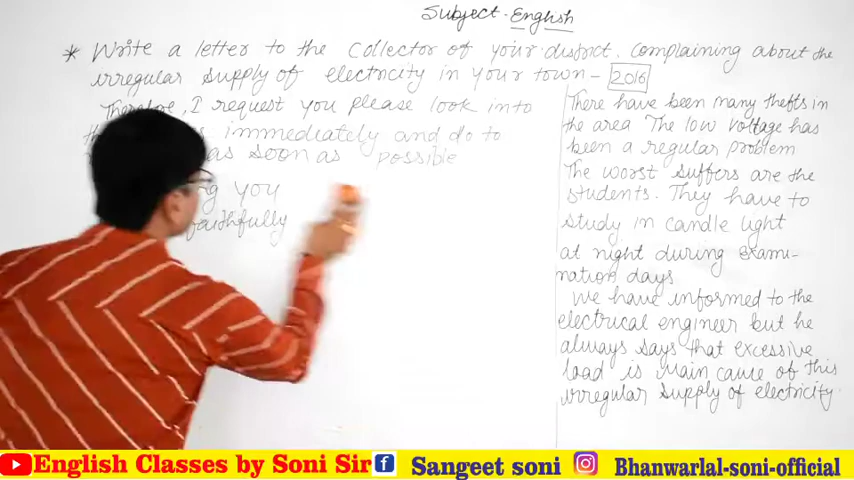 Subject - English
* Write a letter to the collector of your district. complaining about the
irregular supply of electricity in your town - 2016
Therefore, I request you please look into
immediately and do to
as soon as possible
you
faithfully
There have been many thefts in
the area The low voltage has
been a regular problem
The worst suffers are the
students. They have to
study in candle light
at night during exami-
nation days
We have informed to the
electrical engineer but he
always says that excessive
load is main cause of this
irregular supply of electricity.
English Classes by Soni Sir Sangeet soni Bhanwarlal-soni-official